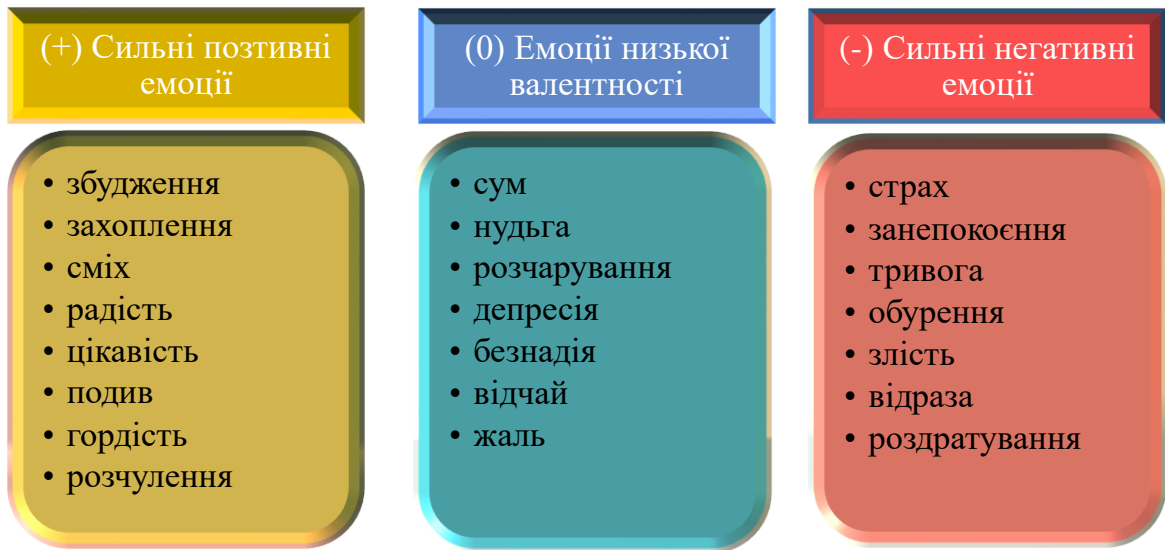 (+) Сильні позтивні
емоції
• збудження
• захоплення
• сміх
• радість
• цікавість
• подив
• гордість
• розчулення
(0) Емоції низької
валентності
• сум
• нудьга
• розчарування
• депресія
• безнадія
• відчай
• жаль
(-) Сильні негативні
емоції
• страх
• занепокоєння
• тривога
• обурення
• злість
• відраза
• роздратування